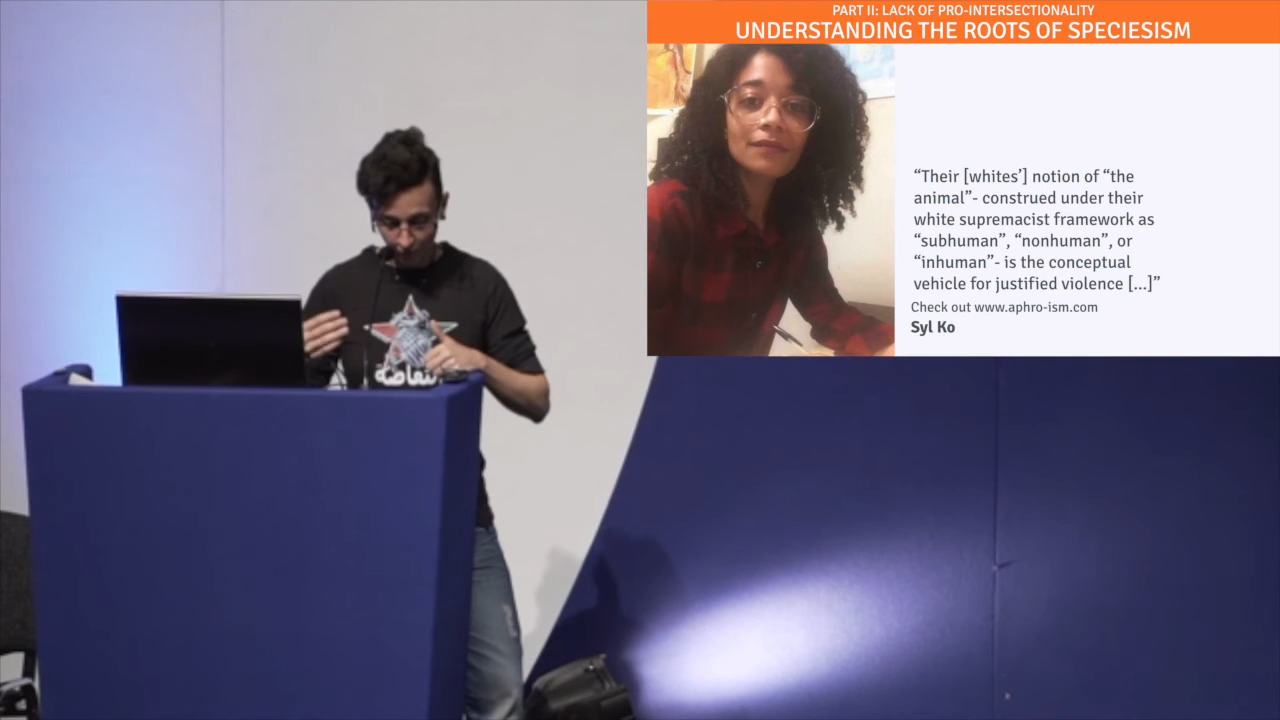 PART II: LACK OF PRO-INTERSECTIONALITY
UNDERSTANDING THE ROOTS OF SPECIESISM
“Their [whites’] notion of “the
animal”- construed under their
white supremacist framework as
“subhuman”, “nonhuman”, or
“inhuman”- is the conceptual
vehicle for justified violence [...]”
Check out www.aphro-ism.com
Syl Ko